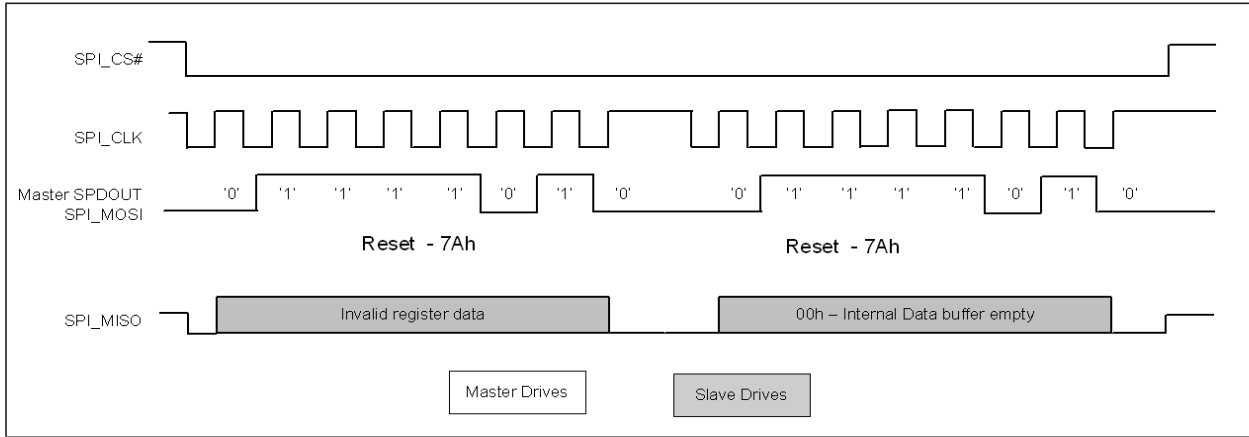 SPI_CS#
SPI_CLK
Master SPDOUT
SPI_MOSI
'0' '1' '1' '1' '1' '0' '1' '0' '0' '1' '1' '1' '1' '0' '1' '0'
Reset - 7Ah Reset - 7Ah
SPI_MISO
Invalid register data
00h – Internal Data buffer empty
Master Drives
Slave Drives